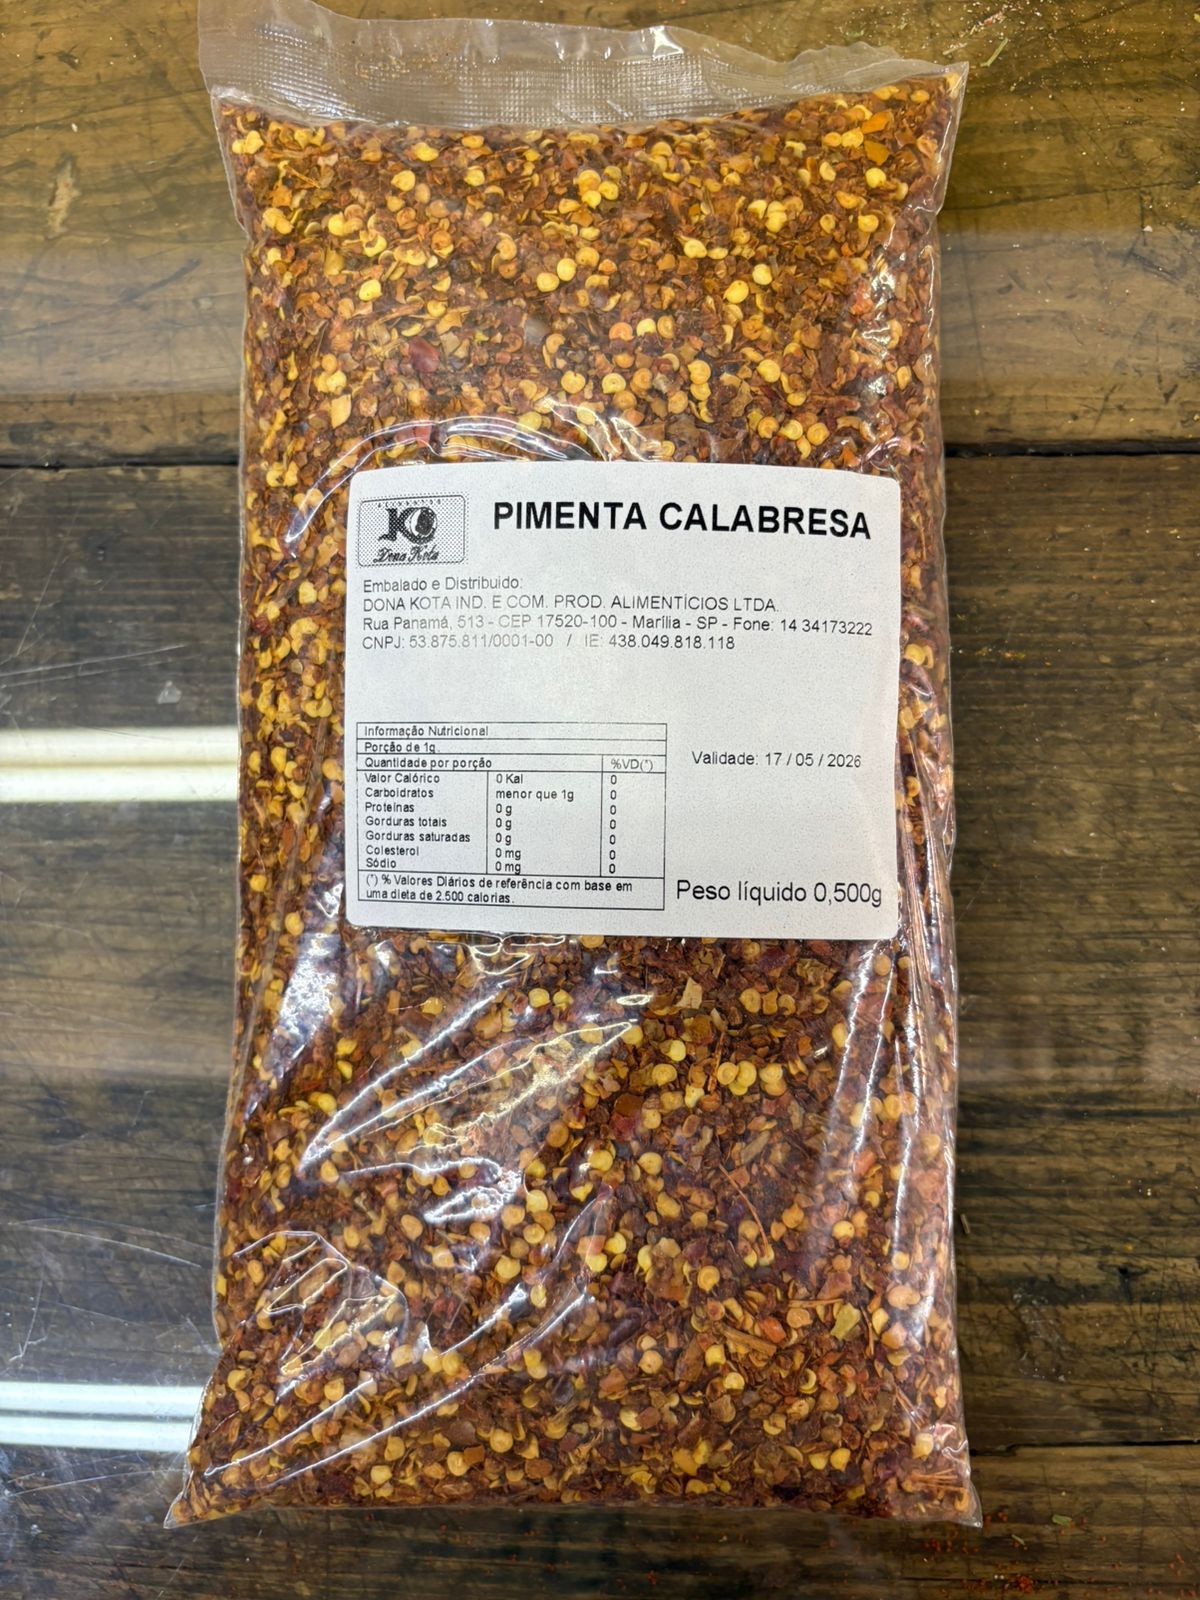 ALIMENTOS
KO
Dona Kota
PIMENTA CALABRESA
Embalado e Distribuido:
DONA KOTA IND. E COM. PROD. ALIMENTÍCIOS LTDA.
Rua Panamá, 513 - CEP 17520-100 - Marília - SP - Fone: 14 34173222
CNPJ: 53.875.811/0001-00 / IE: 438.049.818.118
Informação Nutricional
Porção de 1g.
Quantidade por porção %VD(*)
Valor Calórico 0 Kal 0
Carboidratos menor que 1g 0
Proteínas 0 g 0
Gorduras totais 0 g 0
Gorduras saturadas 0 g 0
Colesterol 0 mg 0
Sódio 0 mg 0
(*) % Valores Diários de referência com base em
uma dieta de 2.500 calorias.
Validade: 17 / 05 / 2026
Peso líquido 0,500g